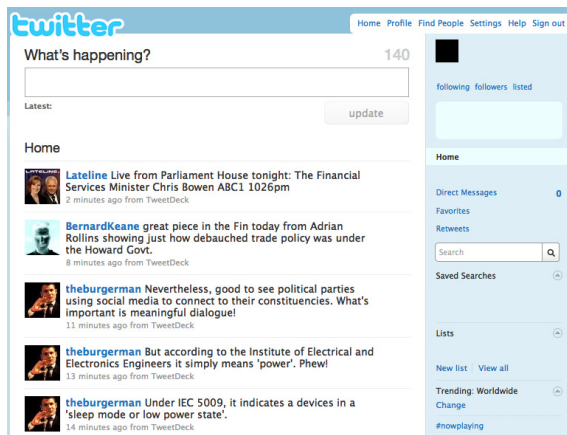 twitter
Home Profile Find People Settings Help Sign out
What's happening?
140
Latest:
update
Home
LATELINE
Lateline Live from Parliament House tonight: The Financial
Services Minister Chris Bowen ABC1 1026pm
2 minutes ago from TweetDeck
BernardKeane great piece in the Fin today from Adrian
Rollins showing just how debauched trade policy was under
the Howard Govt.
8 minutes ago from TweetDeck
theburgerman Nevertheless, good to see political parties
using social media to connect to their constituencies. What's
important is meaningful dialogue!
11 minutes ago from TweetDeck
theburgerman But according to the Institute of Electrical and
Electronics Engineers it simply means 'power'. Phew!
13 minutes ago from TweetDeck
theburgerman Under IEC 5009, it indicates a devices in a
'sleep mode or low power state'.
14 minutes ago from TweetDeck
following followers listed
Home
Direct Messages 0
Favorites
Retweets
Search
Saved Searches
Lists
New list View all
Trending: Worldwide
Change
#nowplaying